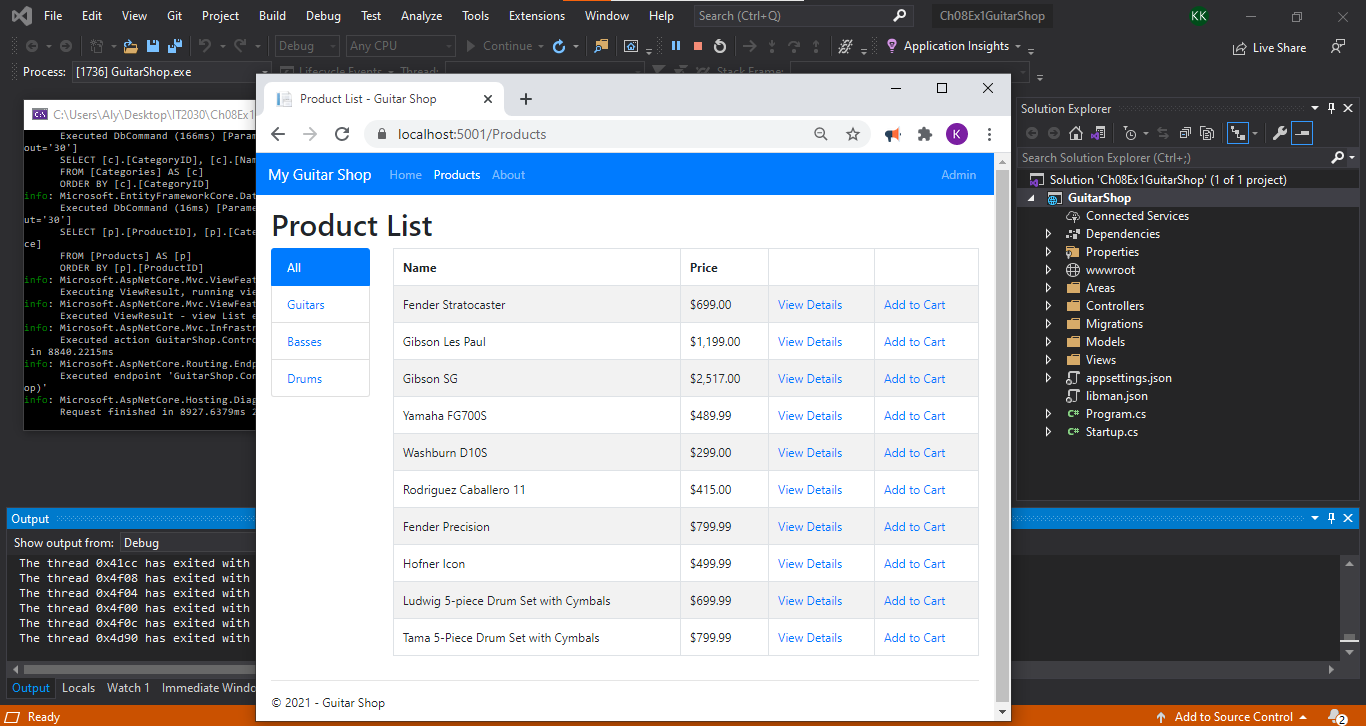 File Edit View Git Project Build Debug Test Analyze Tools Extensions Window Help Search (Ctrl+Q) Ch08Ex1GuitarShop KK
Debug Any CPU Continue Application Insights Live Share
Process: [1736] GuitarShop.exe Lifecycle Events Thread: Stack Frame:
C:\Users\Aly\Desktop\IT2030\Ch08Ex1
Executed DbCommand (166ms) [Param
out='30']
SELECT [c].[CategoryID], [c].[Nam
FROM [Categories] AS [c]
ORDER BY [c].[CategoryID]
info: Microsoft.EntityFrameworkCore.Dat
Executed DbCommand (16ms) [Parame
ut='30']
SELECT [p].[ProductID], [p].[Cate
ce]
FROM [Products] AS [p]
ORDER BY [p].[ProductID]
info: Microsoft.AspNetCore.Mvc.ViewFeat
Executing ViewResult, running vie
info: Microsoft.AspNetCore.Mvc.ViewFeat
Executed ViewResult - view List e
info: Microsoft.AspNetCore.Mvc.Infrastr
Executed action GuitarShop.Contro
in 8840.2215ms
info: Microsoft.AspNetCore.Routing.Endp
Executed endpoint 'GuitarShop.Con
op)'
info: Microsoft.AspNetCore.Hosting.Diag
Request finished in 8927.6379ms 2
Product List - Guitar Shop
localhost:5001/Products K
My Guitar Shop Home Products About Admin
Product List
All
Guitars
Basses
Drums
Name Price
Fender Stratocaster $699.00 View Details Add to Cart
Gibson Les Paul $1,199.00 View Details Add to Cart
Gibson SG $2,517.00 View Details Add to Cart
Yamaha FG700S $489.99 View Details Add to Cart
Washburn D10S $299.00 View Details Add to Cart
Rodriguez Caballero 11 $415.00 View Details Add to Cart
Fender Precision $799.99 View Details Add to Cart
Hofner Icon $499.99 View Details Add to Cart
Ludwig 5-piece Drum Set with Cymbals $699.99 View Details Add to Cart
Tama 5-Piece Drum Set with Cymbals $799.99 View Details Add to Cart
© 2021 - Guitar Shop
Solution Explorer
Search Solution Explorer (Ctrl+;)
Solution 'Ch08Ex1GuitarShop' (1 of 1 project)
GuitarShop
Connected Services
Dependencies
Properties
wwwroot
Areas
Controllers
Migrations
Models
Views
appsettings.json
libman.json
C# Program.cs
C# Startup.cs
Output
Show output from: Debug
The thread 0x41cc has exited with
The thread 0x4f08 has exited with
The thread 0x4f04 has exited with
The thread 0x4f00 has exited with
The thread 0x4f0c has exited with
The thread 0x4d90 has exited with
Output Locals Watch 1 Immediate Windo
Ready Add to Source Control 2